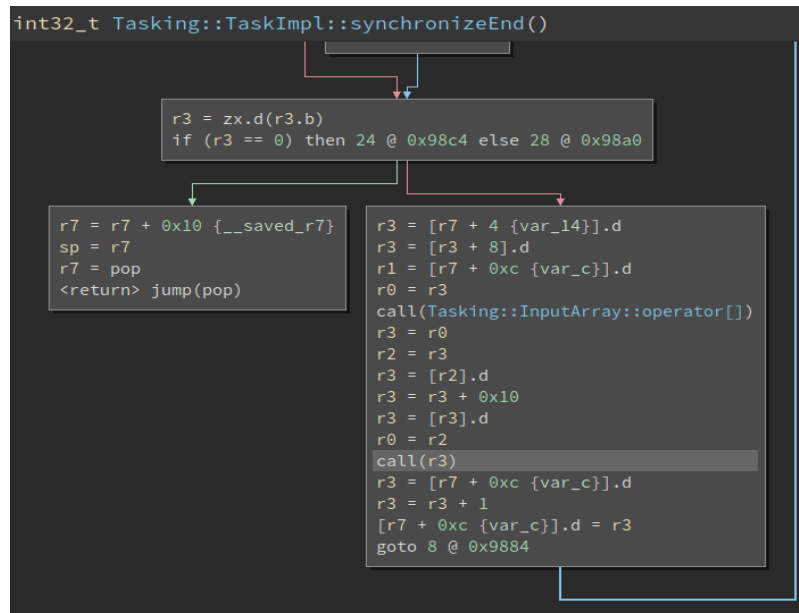 int32_t Tasking::TaskImpl::synchronizeEnd()
r3 = zx.d(r3.b)
if (r3 == 0) then 24 @ 0x98c4 else 28 @ 0x98a0
r7 = r7 + 0x10 {__saved_r7}
sp = r7
r7 = pop
<return> jump(pop)
r3 = [r7 + 4 {var_14}].d
r3 = [r3 + 8].d
r1 = [r7 + 0xc {var_c}].d
r0 = r3
call(Tasking::InputArray::operator[])
r3 = r0
r2 = r3
r3 = [r2].d
r3 = r3 + 0x10
r3 = [r3].d
r0 = r2
call(r3)
r3 = [r7 + 0xc {var_c}].d
r3 = r3 + 1
[r7 + 0xc {var_c}].d = r3
goto 8 @ 0x9884